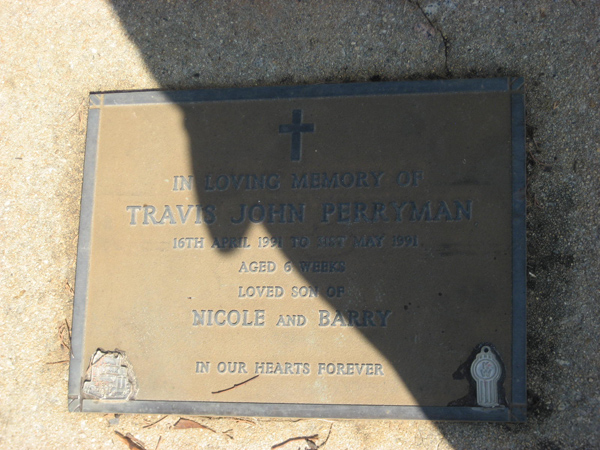 IN LOVING MEMORY OF
TRAVIS JOHN PERRYMAN
16TH APRIL 1991 TO 31ST MAY 1991.
AGED 6 WEEKS
LOVED SON OF
NICOLE AND BARRY
IN OUR HEARTS FOREVER